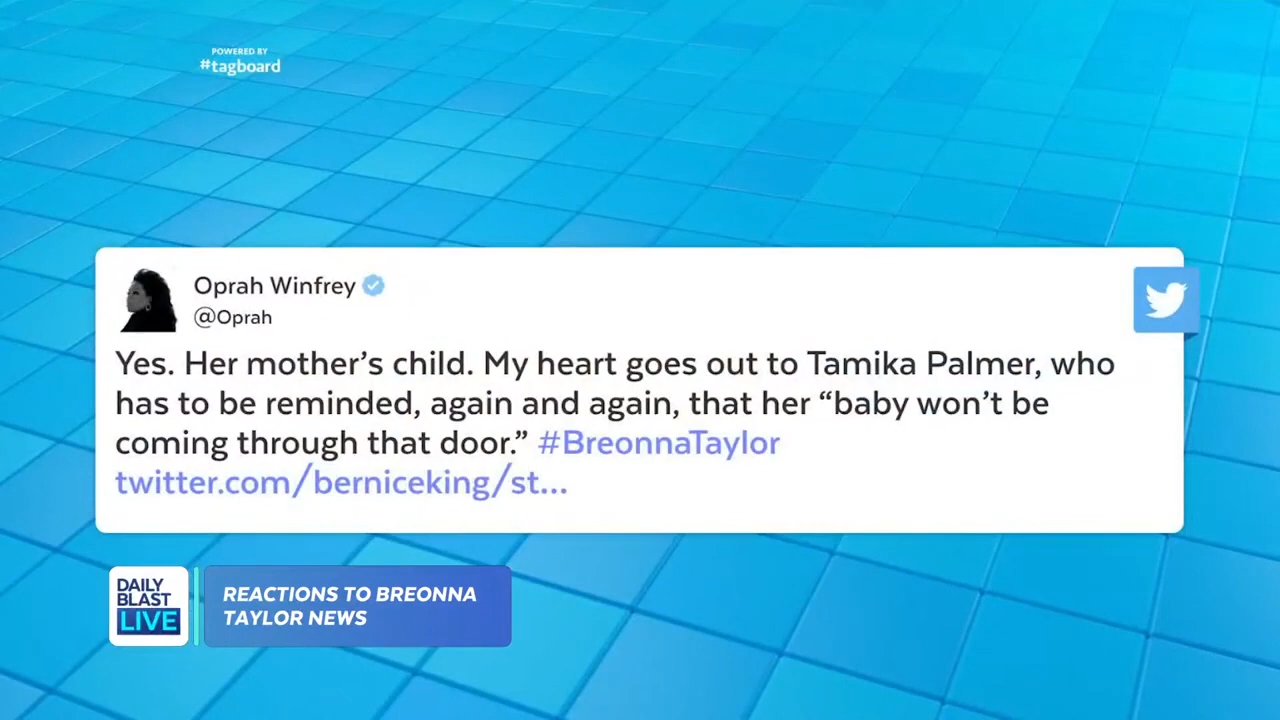 POWERED BY
#tagboard
Oprah Winfrey
@Oprah
Yes. Her mother’s child. My heart goes out to Tamika Palmer, who
has to be reminded, again and again, that her “baby won’t be
coming through that door.” #BreonnaTaylor
twitter.com/berniceking/st...
DAILY
BLAST
LIVE
REACTIONS TO BREONNA
TAYLOR NEWS